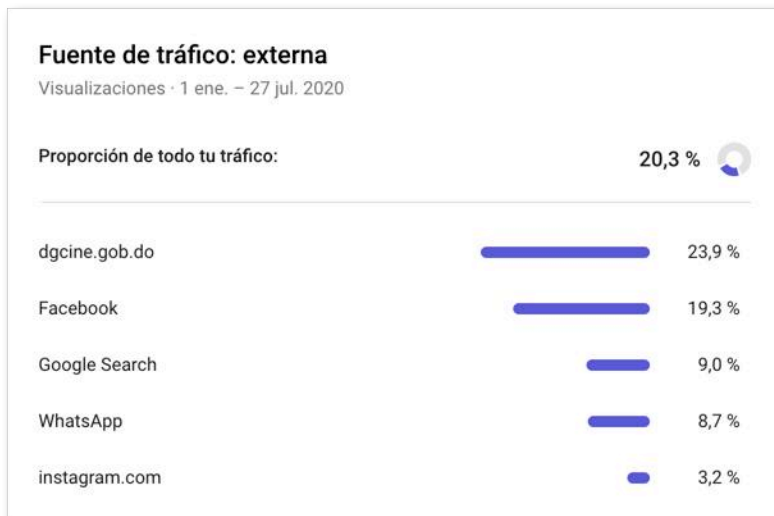 Fuente de tráfico: externa
Visualizaciones · 1 ene. – 27 jul. 2020
Proporción de todo tu tráfico: 20,3 %
dgcine.gob.do 23,9 %
Facebook 19,3 %
Google Search 9,0 %
WhatsApp 8,7 %
instagram.com 3,2 %